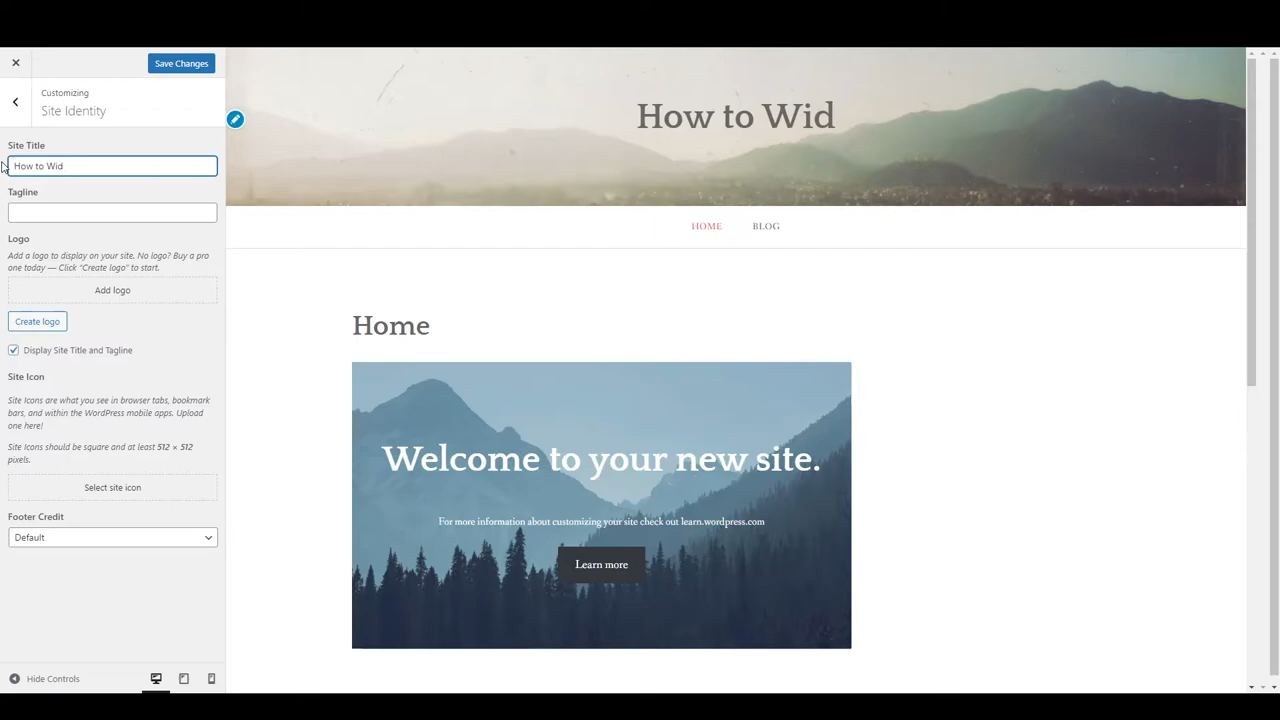 Save Changes
Customizing
Site Identity
Site Title
How to Wid
Tagline
Logo
Add a logo to display on your site. No logo? Buy a pro
one today — Click "Create logo" to start.
Add logo
Create logo
Display Site Title and Tagline
Site Icon
Site Icons are what you see in browser tabs, bookmark
bars, and within the WordPress mobile apps. Upload
one here!
Site Icons should be square and at least 512 × 512
pixels.
Select site icon
Footer Credit
Default
Hide Controls
How to Wid
HOME BLOG
Home
Welcome to your new site.
For more information about customizing your site check out learn.wordpress.com
Learn more